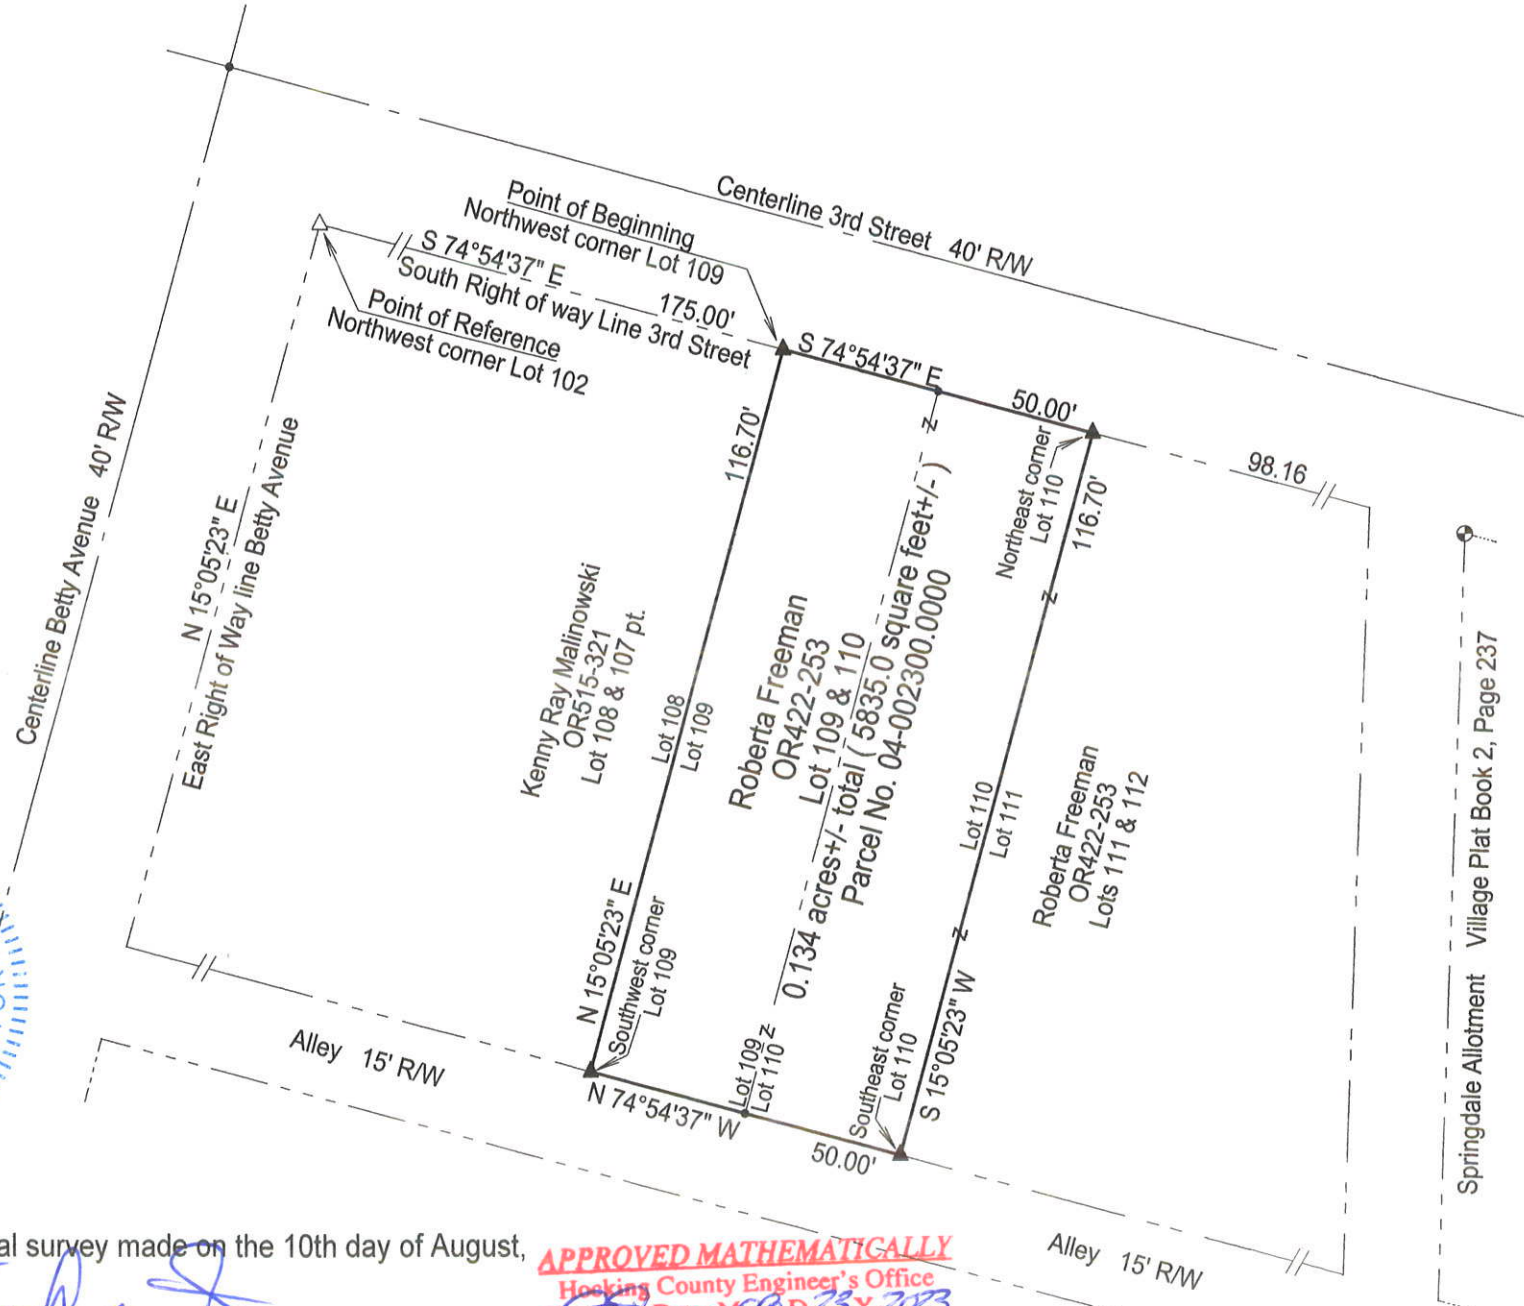 Centerline 3rd Street 40' R/W
Point of Beginning
Northwest corner Lot 109
S 74°54'37" E
175.00'
South Right of way Line 3rd Street
Point of Reference
Northwest corner Lot 102
S 74°54'37" E
50.00'
98.16
Centerline Betty Avenue 40' R/W
N 15°05'23" E
East Right of Way line Betty Avenue
Kenny Ray Malinowski
OR515-321
Lot 108 & 107 pt.
116.70'
Lot 108
Lot 109
N 15°05'23" E
Southwest corner
Lot 109
Roberta Freeman
OR422-253
Lot 109 & 110
0.134 acres+/- total ( 5835.0 square feet+/- )
Parcel No. 04-002300.0000
Z
Z
Northeast corner
Lot 110
116.70'
Z
Lot 110
Lot 111
Z
S 15°05'23" W
Roberta Freeman
OR422-253
Lots 111 & 112
Springdale Allotment Village Plat Book 2, Page 237
Lot 109
Lot 110
Southeast corner
Lot 110
N 74°54'37" W
50.00'
Alley 15' R/W
Alley 15' R/W
al survey made on the 10th day of August,
APPROVED MATHEMATICALLY
Hocking County Engineer's Office
23 2023